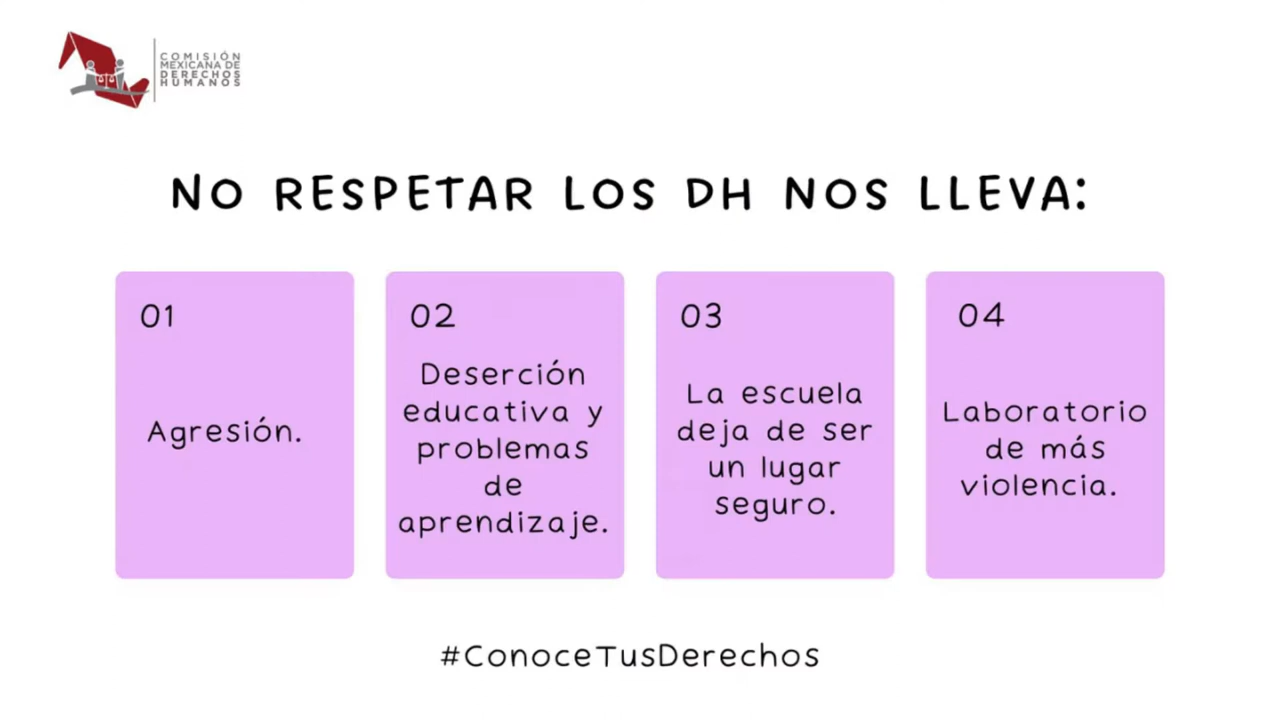 COMISIÓN
MEXICANA DE
DERECHOS
HUMANOS
NO RESPETAR LOS DH NOS LLEVA:
01
Agresión.
02
Deserción
educativa y
problemas
de
aprendizaje.
03
La escuela
deja de ser
un lugar
seguro.
04
Laboratorio
de más
violencia.
#ConoceTusDerechos